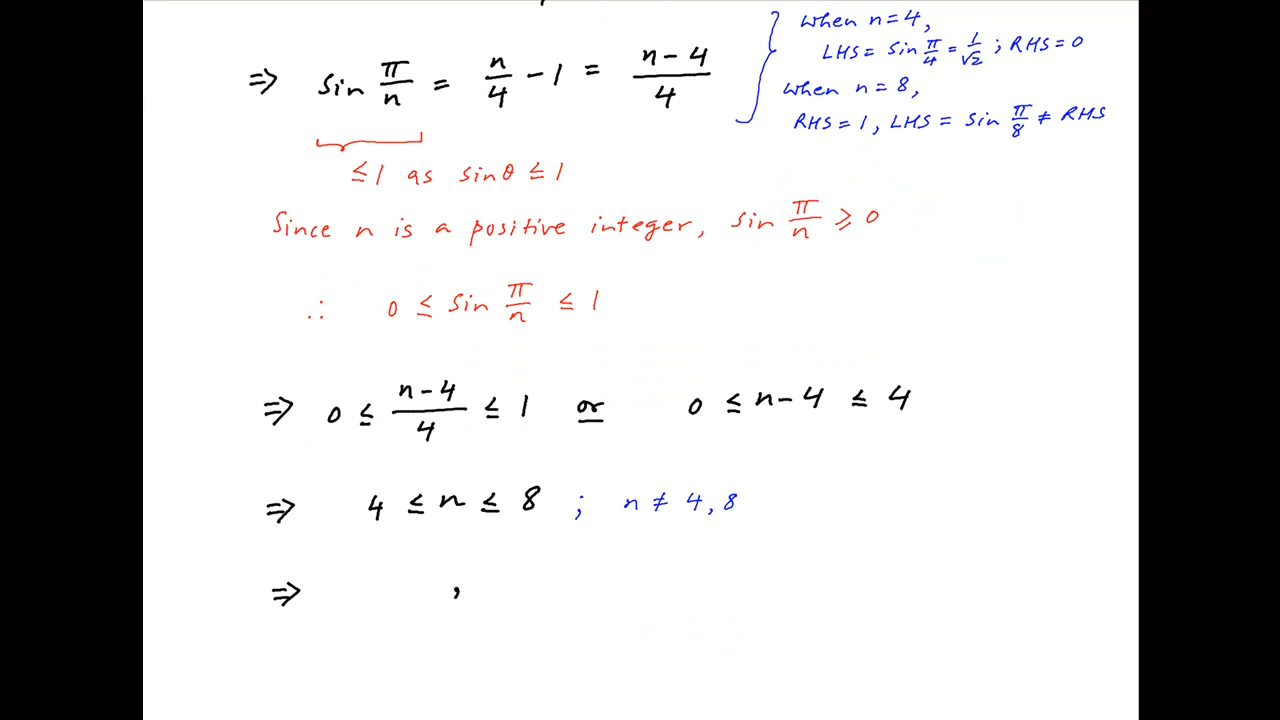 ⇒ sin π/n = n/4 − 1 = (n − 4)/4
when n = 4,
LHS = sin π/4 = 1/√2 ; RHS = 0
when n = 8,
RHS = 1, LHS = sin π/8 ≠ RHS
≤ 1 as sinθ ≤ 1
Since n is a positive integer, sin π/n ⩾ 0
∴ 0 ≤ sin π/n ≤ 1
⇒ 0 ≤ (n − 4)/4 ≤ 1 or 0 ≤ n − 4 ≤ 4
⇒ 4 ≤ n ≤ 8 ; n ≠ 4, 8
⇒ ,